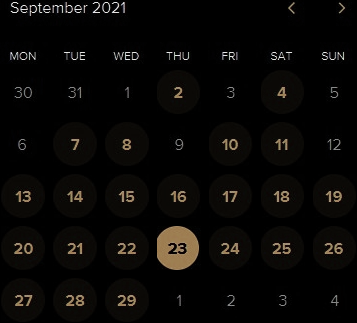 September 2021
MON TUE WED THU FRI SAT SUN
30 31 1 2 3 4 5
6 7 8 9 10 11 12
13 14 15 16 17 18 19
20 21 22 23 24 25 26
27 28 29 1 2 3 4